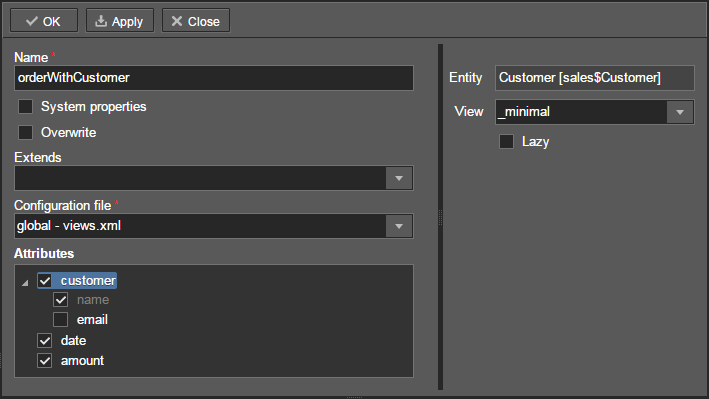 OK Apply Close
Name *
orderWithCustomer
System properties
Overwrite
Extends
Configuration file *
global - views.xml
Attributes
customer
name
email
date
amount
Entity Customer [sales$Customer]
View _minimal
Lazy